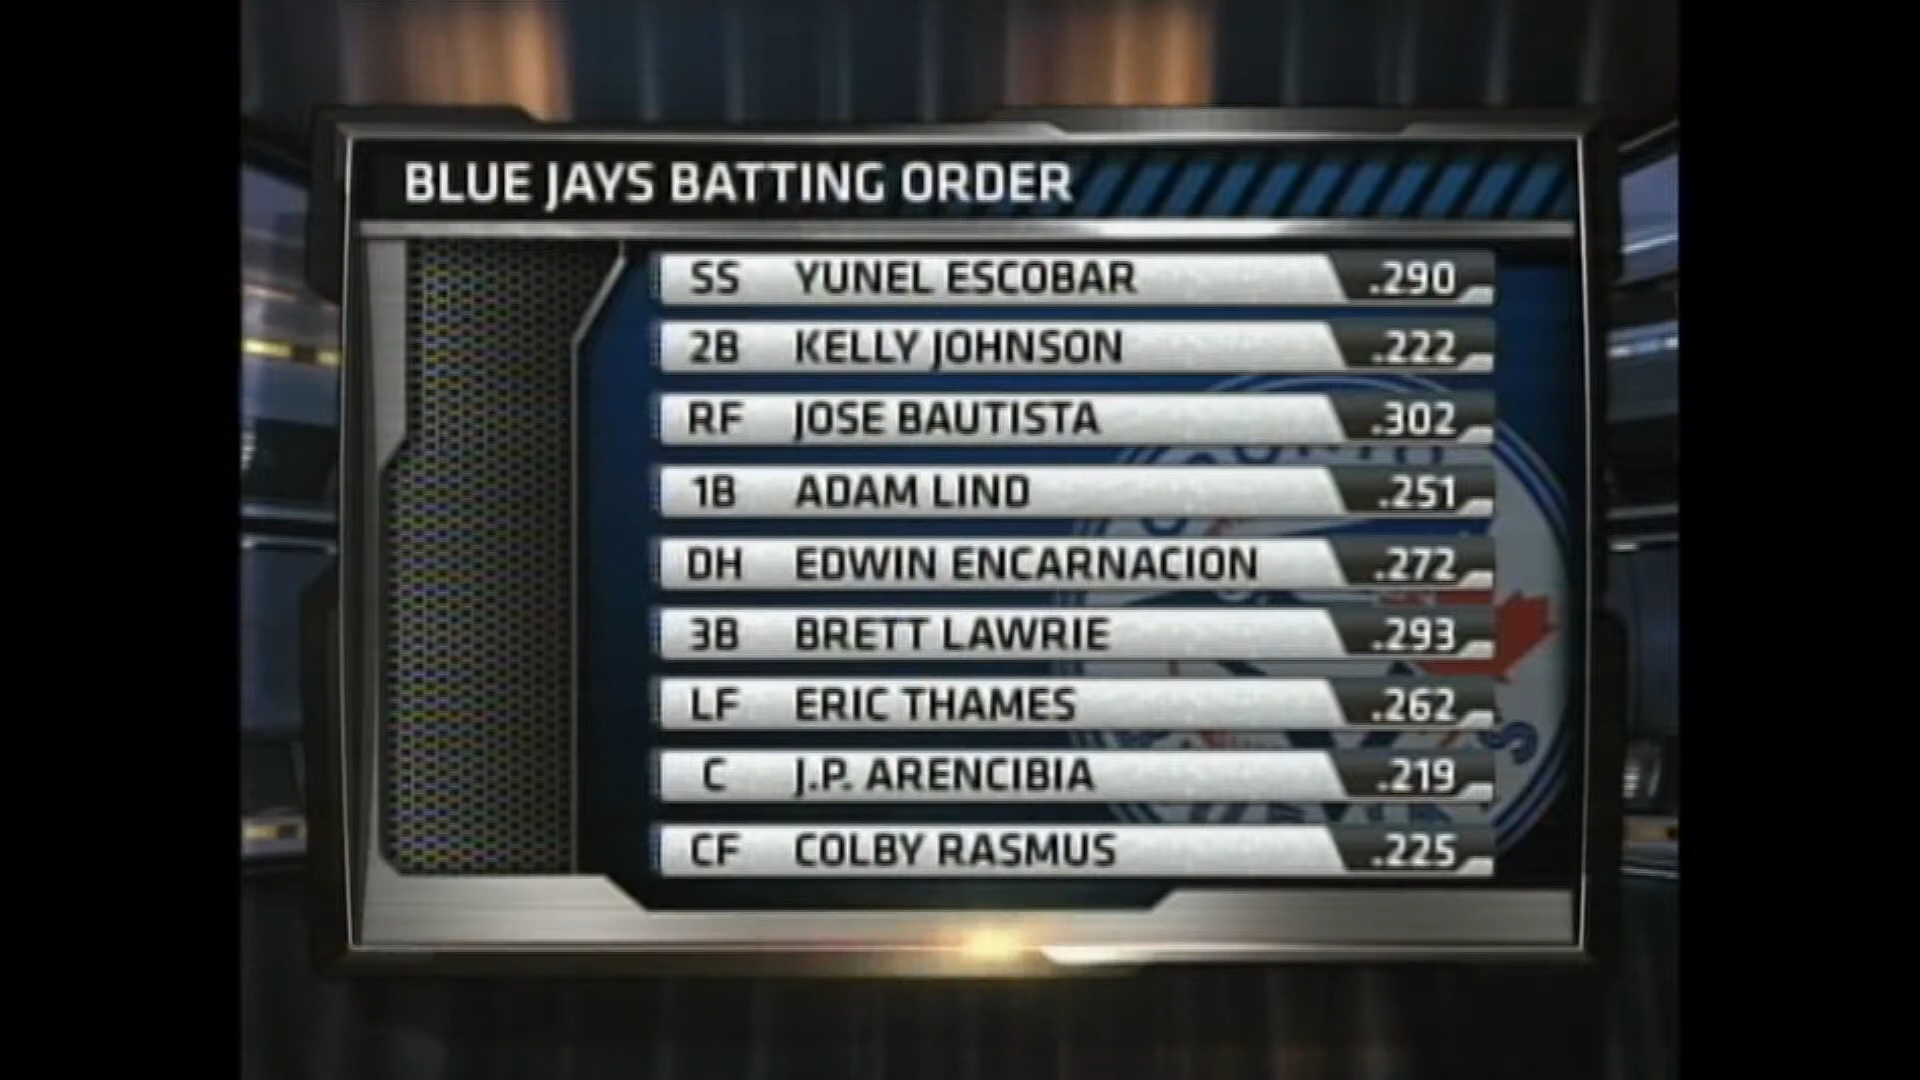 BLUE JAYS BATTING ORDER
SS YUNEL ESCOBAR .290
2B KELLY JOHNSON .222
RF JOSE BAUTISTA .302
1B ADAM LIND .251
DH EDWIN ENCARNACION .272
3B BRETT LAWRIE .293
LF ERIC THAMES .262
C J.P. ARENCIBIA .219
CF COLBY RASMUS .225